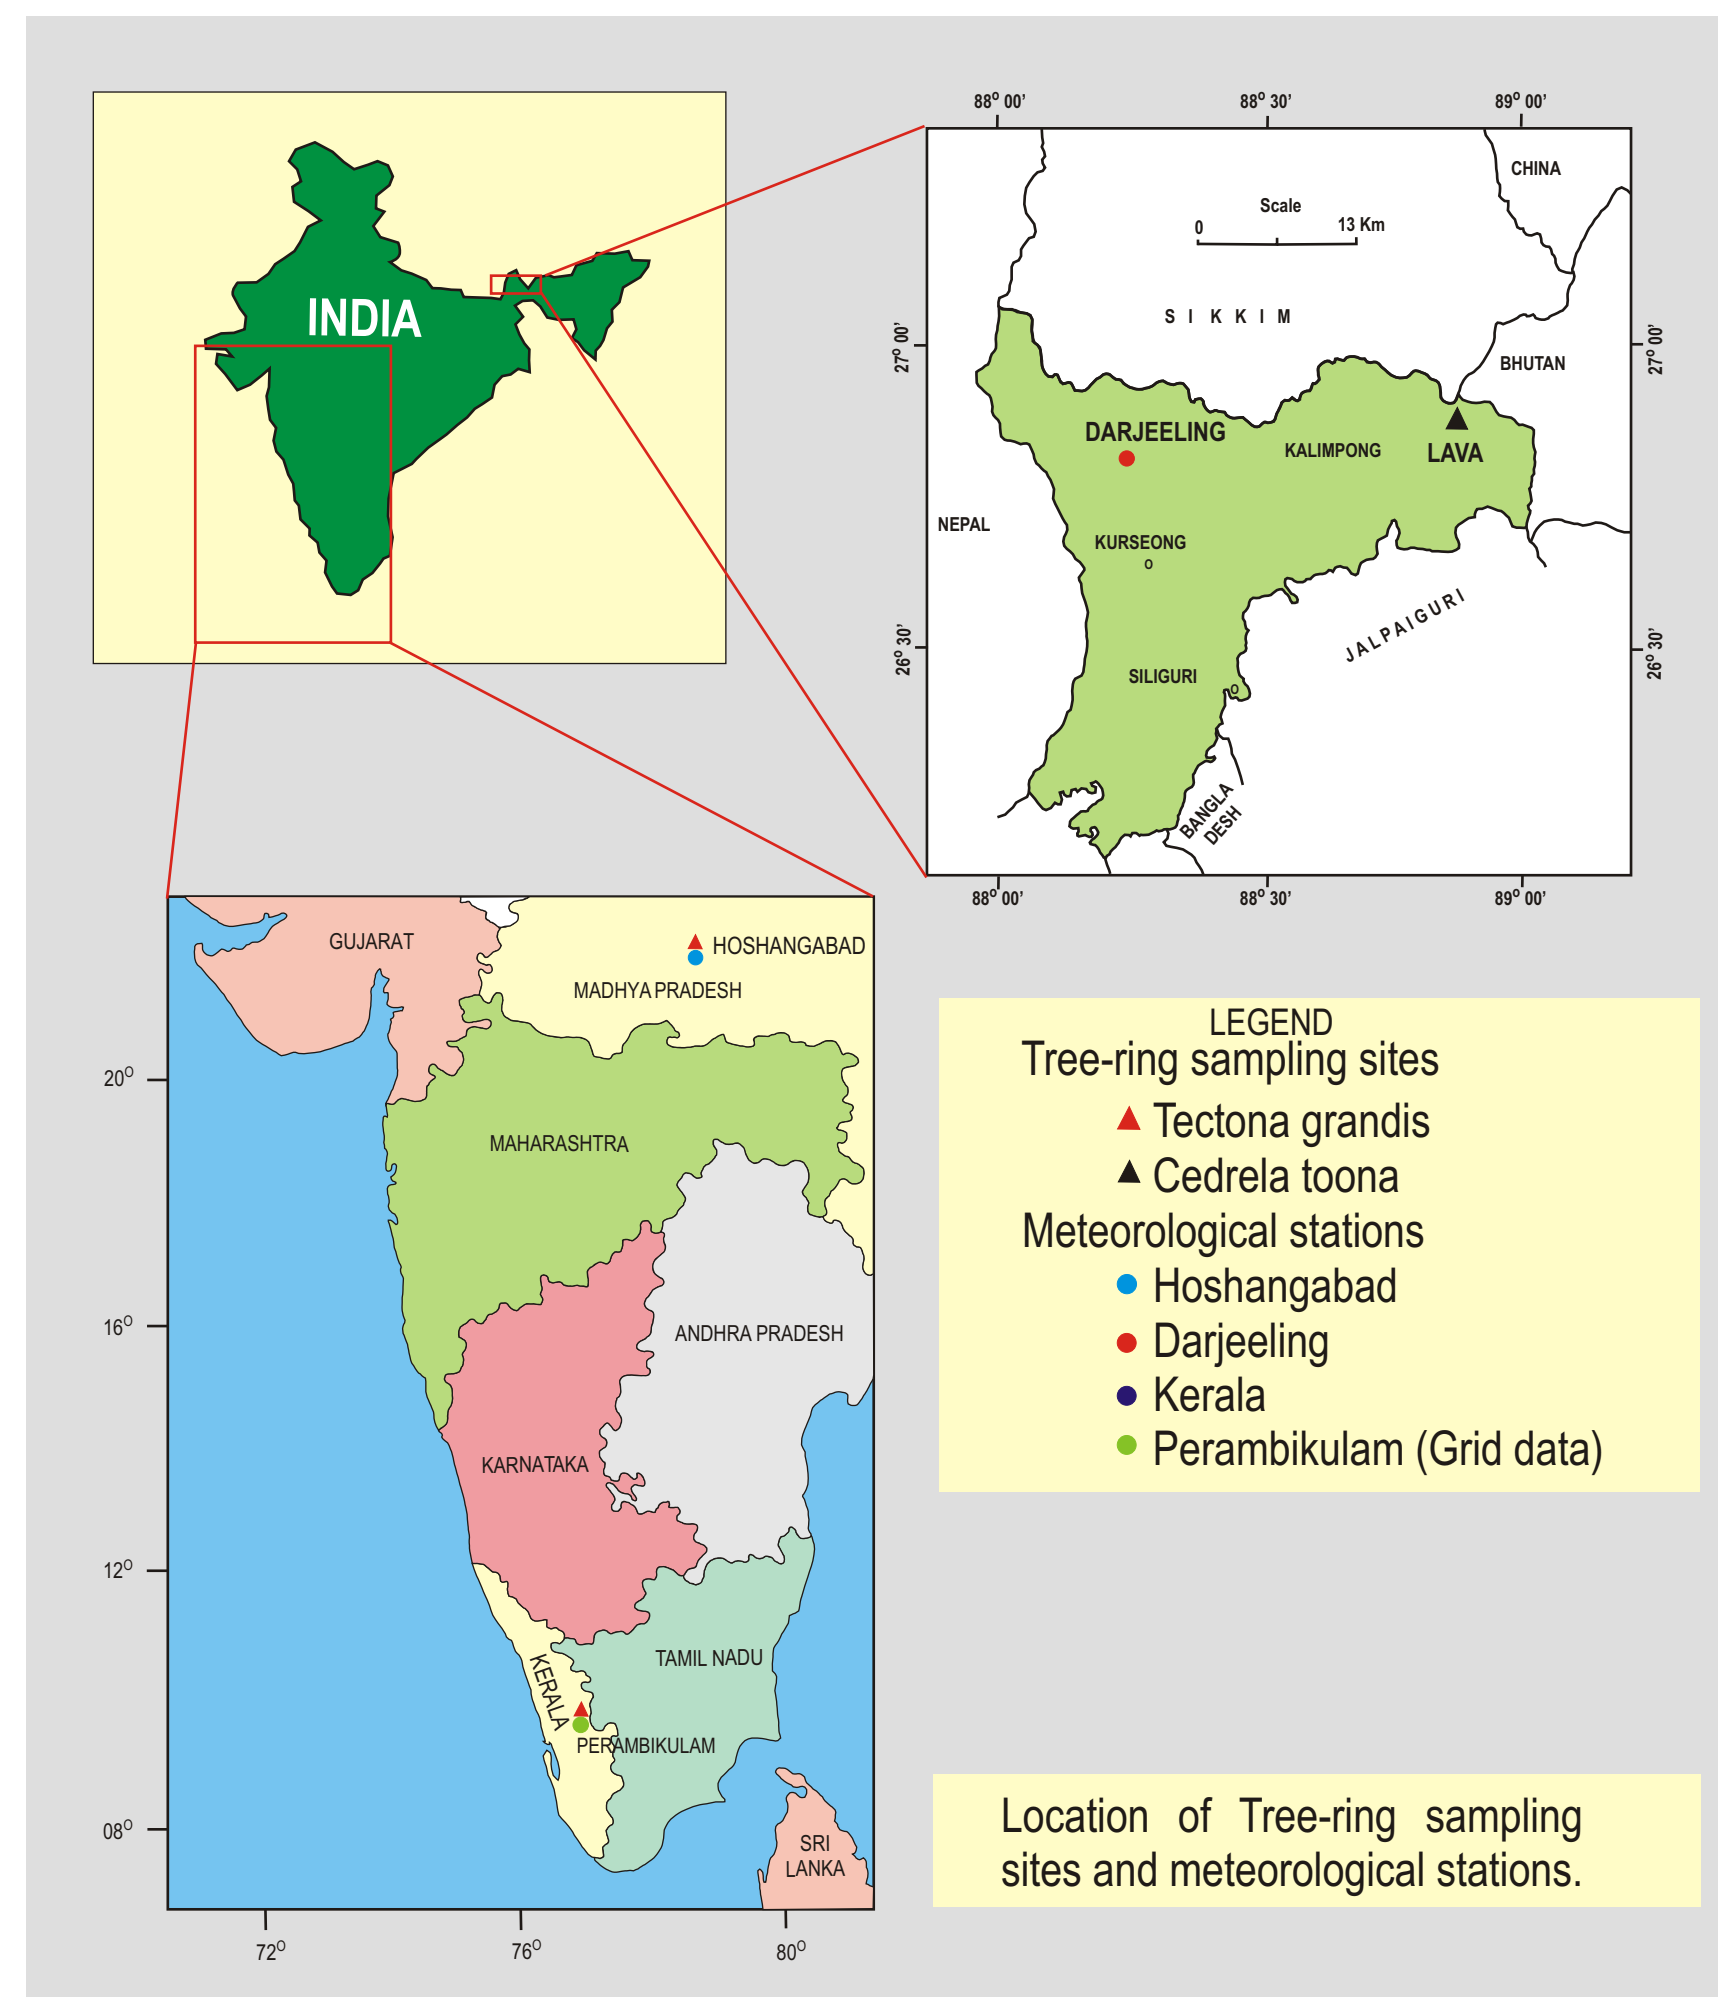 INDIA
88° 00’
88° 30’
89° 00’
CHINA
Scale
0
13 Km
SIKKIM
27° 00’
27° 00’
BHUTAN
DARJEELING
KALIMPONG
LAVA
NEPAL
KURSEONG
JALPAIGURI
26° 30’
26° 30’
SILIGURI
BANGLA
DESH
88° 00’
88° 30’
89° 00’
GUJARAT
HOSHANGABAD
MADHYA PRADESH
20°
MAHARASHTRA
16°
ANDHRA PRADESH
KARNATAKA
12°
TAMIL NADU
KERALA
PERAMBIKULAM
08°
SRI
LANKA
72°
76°
80°
LEGEND
Tree-ring sampling sites
Tectona grandis
Cedrela toona
Meteorological stations
Hoshangabad
Darjeeling
Kerala
Perambikulam (Grid data)
Location of Tree-ring sampling
sites and meteorological stations.